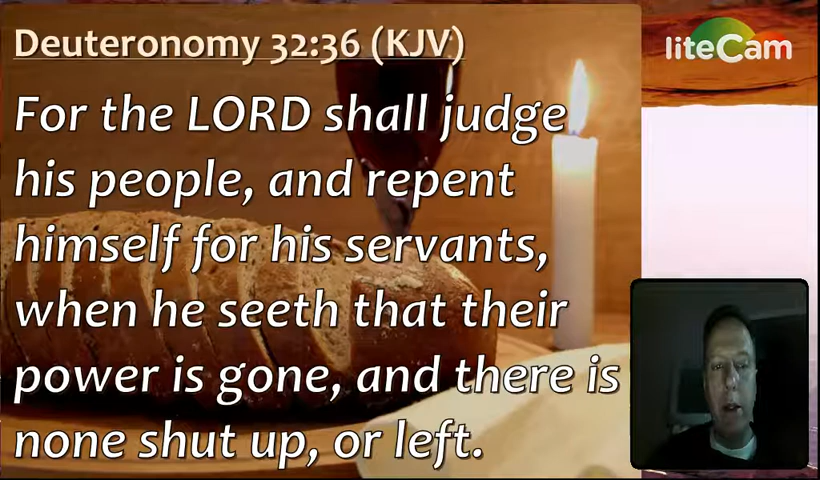 Deuteronomy 32:36 (KJV)
liteCam
For the LORD shall judge
his people, and repent
himself for his servants,
when he seeth that their
power is gone, and there is
none shut up, or left.